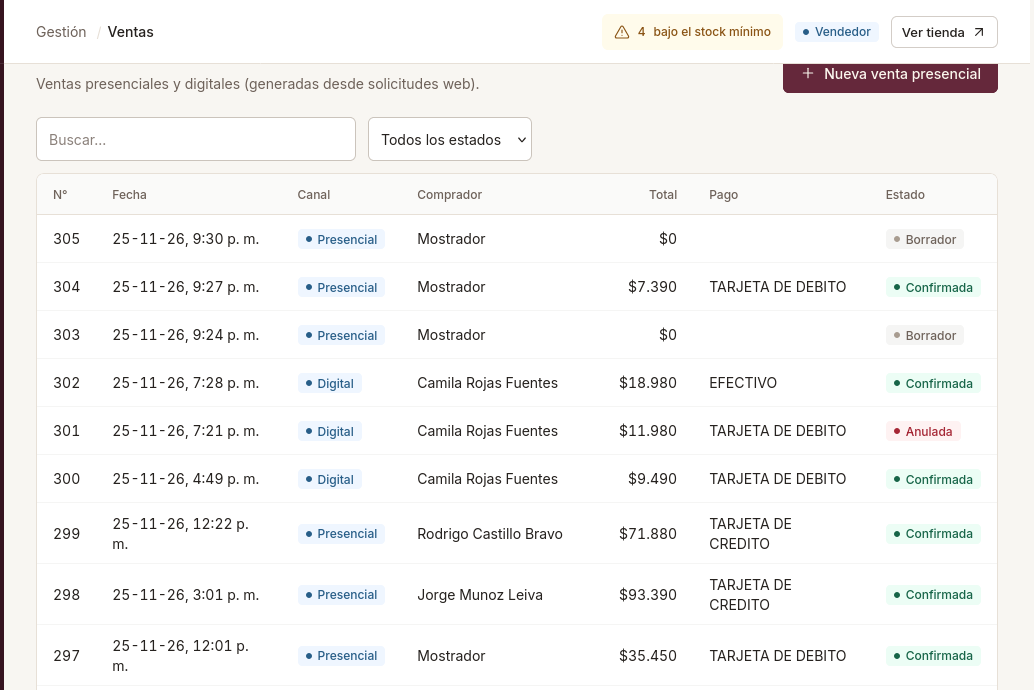 Gestión / Ventas
4 bajo el stock mínimo
Vendedor
Ver tienda
Ventas presenciales y digitales (generadas desde solicitudes web).
+ Nueva venta presencial
Buscar...
Todos los estados
N° Fecha Canal Comprador Total Pago Estado
305 25-11-26, 9:30 p. m. Presencial Mostrador $0 Borrador
304 25-11-26, 9:27 p. m. Presencial Mostrador $7.390 TARJETA DE DEBITO Confirmada
303 25-11-26, 9:24 p. m. Presencial Mostrador $0 Borrador
302 25-11-26, 7:28 p. m. Digital Camila Rojas Fuentes $18.980 EFECTIVO Confirmada
301 25-11-26, 7:21 p. m. Digital Camila Rojas Fuentes $11.980 TARJETA DE DEBITO Anulada
300 25-11-26, 4:49 p. m. Digital Camila Rojas Fuentes $9.490 TARJETA DE DEBITO Confirmada
299 25-11-26, 12:22 p. m. Presencial Rodrigo Castillo Bravo $71.880 TARJETA DE CREDITO Confirmada
298 25-11-26, 3:01 p. m. Presencial Jorge Munoz Leiva $93.390 TARJETA DE CREDITO Confirmada
297 25-11-26, 12:01 p. m. Presencial Mostrador $35.450 TARJETA DE DEBITO Confirmada